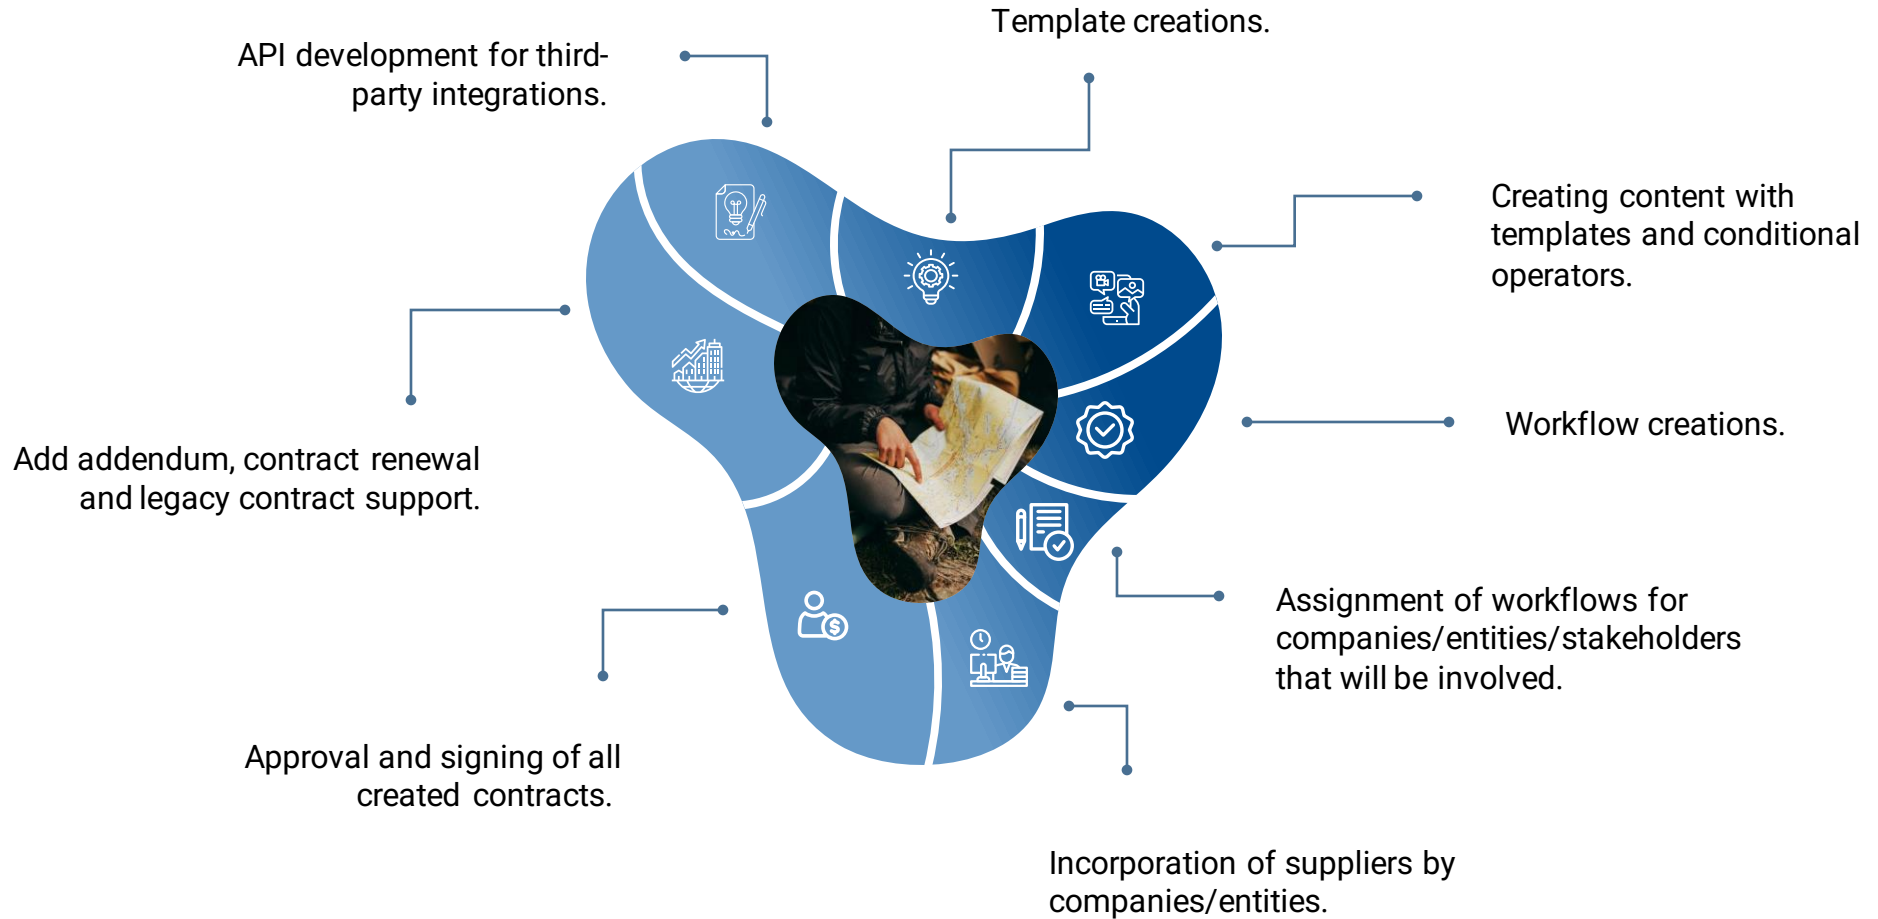 Template creations.
API development for third-
party integrations.
Creating content with
templates and conditional
operators.
Workflow creations.
Add addendum, contract renewal
and legacy contract support.
Assignment of workflows for
companies/entities/stakeholders
that will be involved.
Approval and signing of all
created contracts.
Incorporation of suppliers by
companies/entities.